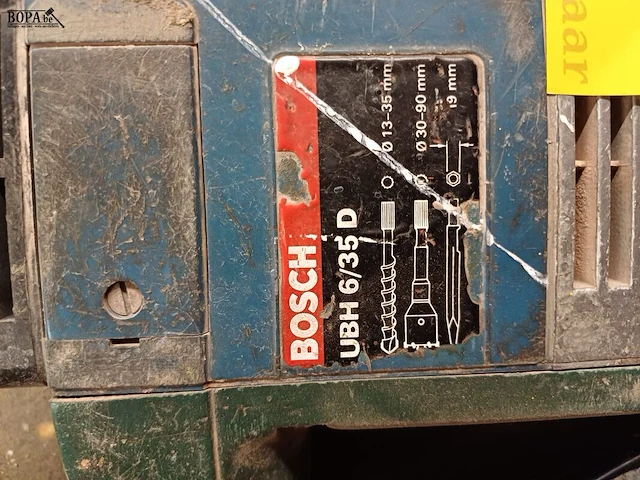 BOPA.be
BOSCH
UBH 6/35 D
Ø 13-35 mm
Ø 30-90 mm
19 mm
aar